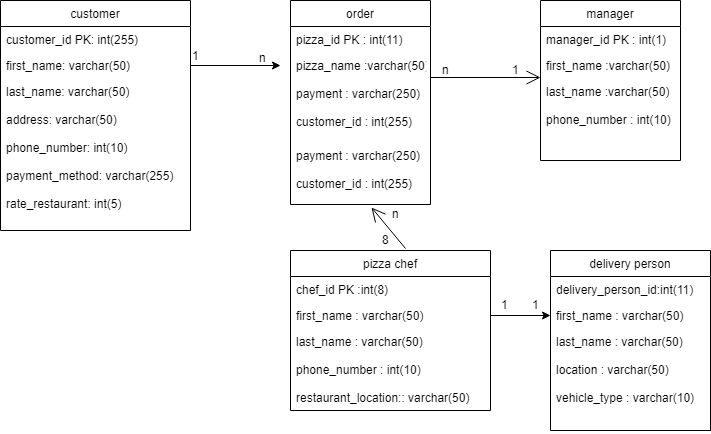 customer
customer_id PK: int(255)
first_name: varchar(50)
last_name: varchar(50)
address: varchar(50)
phone_number: int(10)
payment_method: varchar(255)
rate_restaurant: int(5)
1
n
order
pizza_id PK : int(11)
pizza_name :varchar(50
payment : varchar(250)
customer_id : int(255)
payment : varchar(250)
customer_id : int(255)
n
1
manager
manager_id PK : int(1)
first_name :varchar(50)
last_name :varchar(50)
phone_number : int(10)
n
8
pizza chef
chef_id PK :int(8)
first_name : varchar(50)
last_name : varchar(50)
phone_number : int(10)
restaurant_location:: varchar(50)
1
1
delivery person
delivery_person_id:int(11)
first_name : varchar(50)
last_name : varchar(50)
location : varchar(50)
vehicle_type : varchar(10)